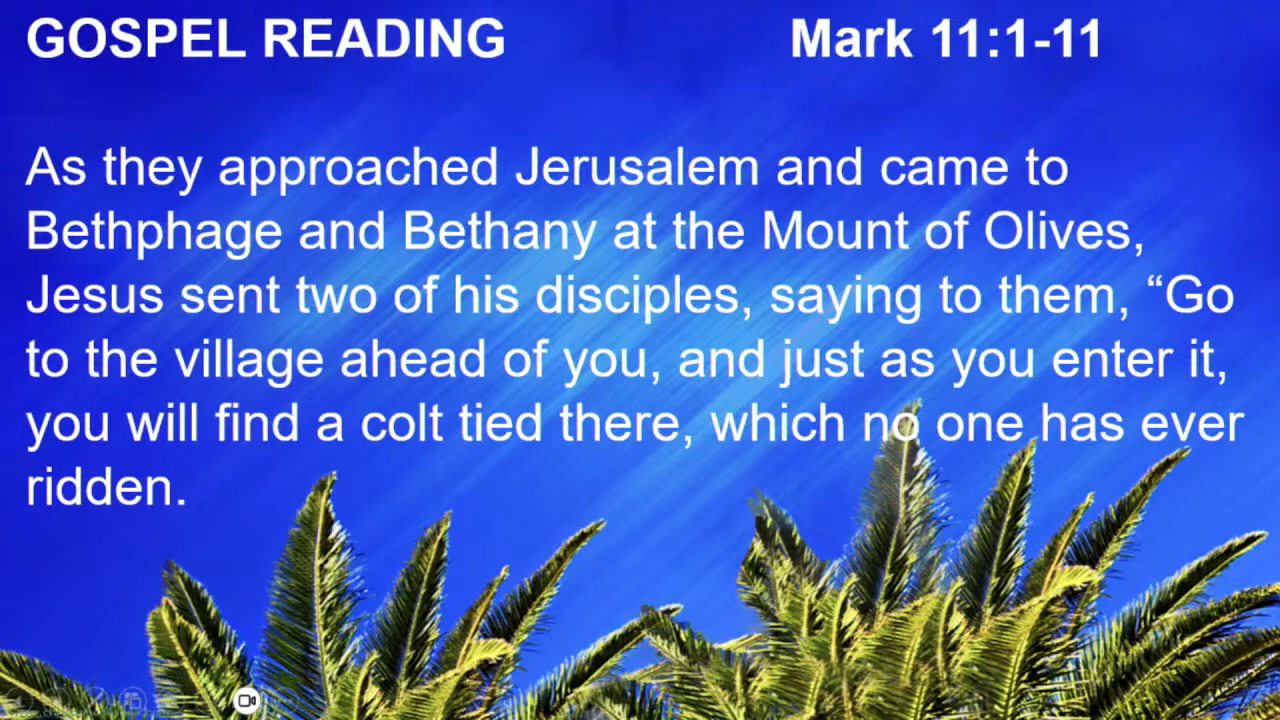 GOSPEL READING Mark 11:1-11
As they approached Jerusalem and came to
Bethphage and Bethany at the Mount of Olives,
Jesus sent two of his disciples, saying to them, “Go
to the village ahead of you, and just as you enter it,
you will find a colt tied there, which no one has ever
ridden.